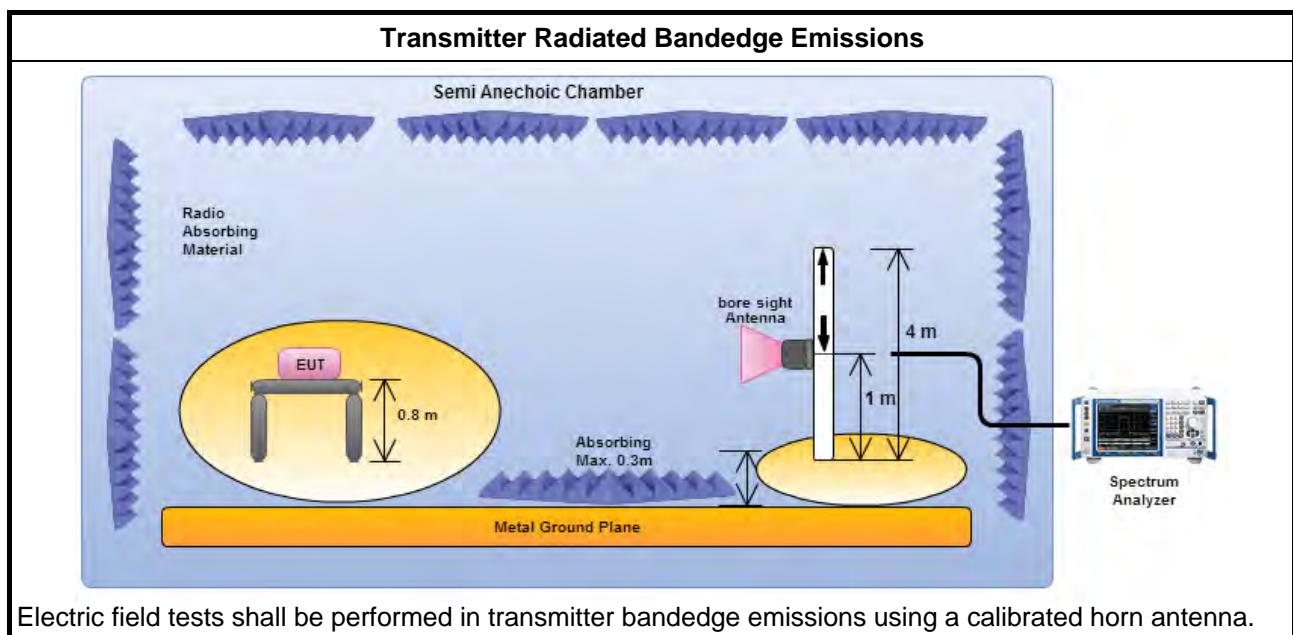 Transmitter Radiated Bandedge Emissions
Semi Anechoic Chamber
Radio
Absorbing
Material
bore sight
Antenna
4 m
EUT
1 m
0.8 m
Absorbing
Max. 0.3m
Spectrum
Analyzer
Metal Ground Plane
Electric field tests shall be performed in transmitter bandedge emissions using a calibrated horn antenna.